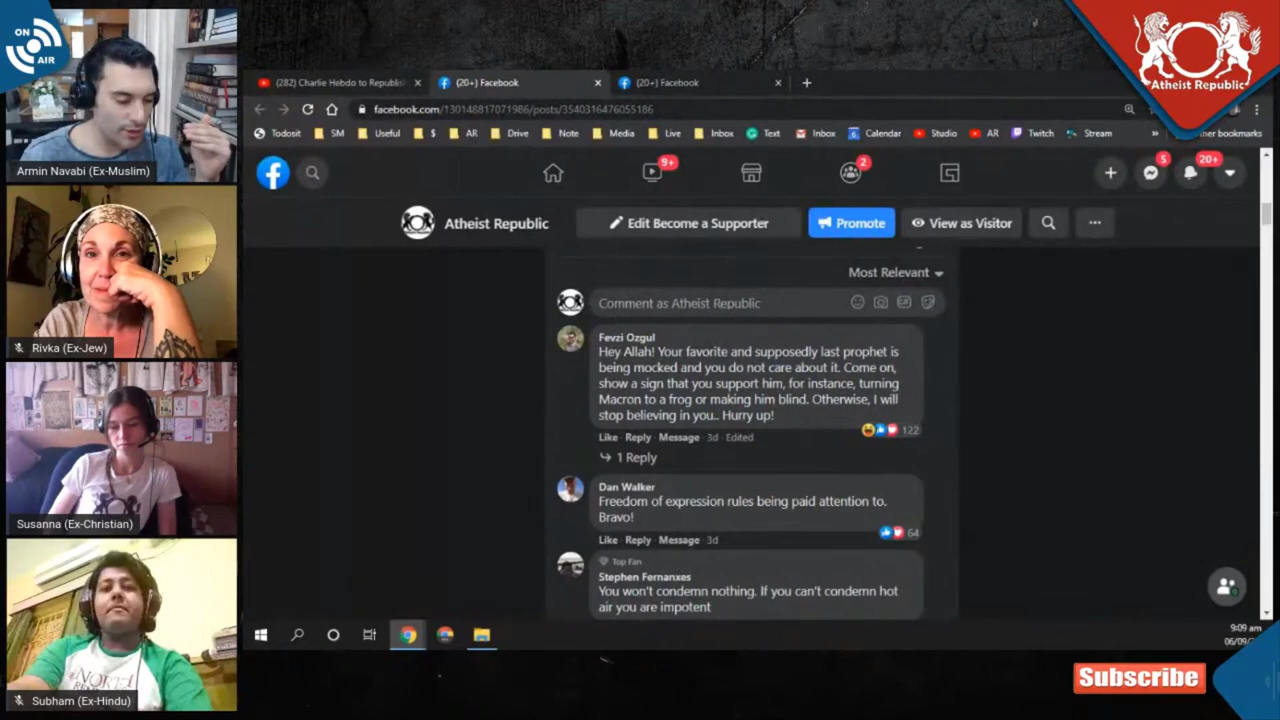 ON
AIR
Armin Navabi (Ex-Muslim)
Rivka (Ex-Jew)
Susanna (Ex-Christian)
Subham (Ex-Hindu)
(282) Charlie Hebdo to Republis
(20+) Facebook
(20+) Facebook
facebook.com/130148817071986/posts/3540316476055186
Todosit
SM
Useful
$
AR
Drive
Note
Media
Live
Inbox
Text
Inbox
Calendar
Studio
AR
Twitch
Stream
»
her bookmarks
9+
2
5
20+
Atheist Republic
Edit Become a Supporter
Promote
View as Visitor
Most Relevant
Comment as Atheist Republic
GIF
Fevzi Ozgul
Hey Allah! Your favorite and supposedly last prophet is
being mocked and you do not care about it. Come on,
show a sign that you support him, for instance, turning
Macron to a frog or making him blind. Otherwise, I will
stop believing in you.. Hurry up!
122
Like · Reply · Message · 3d · Edited
1 Reply
Dan Walker
Freedom of expression rules being paid attention to.
Bravo!
64
Like · Reply · Message · 3d
Top Fan
Stephen Fernanxes
You won't condemn nothing. If you can't condemn hot
air you are impotent
9:09 am
06/09/
Atheist Republic
Subscribe